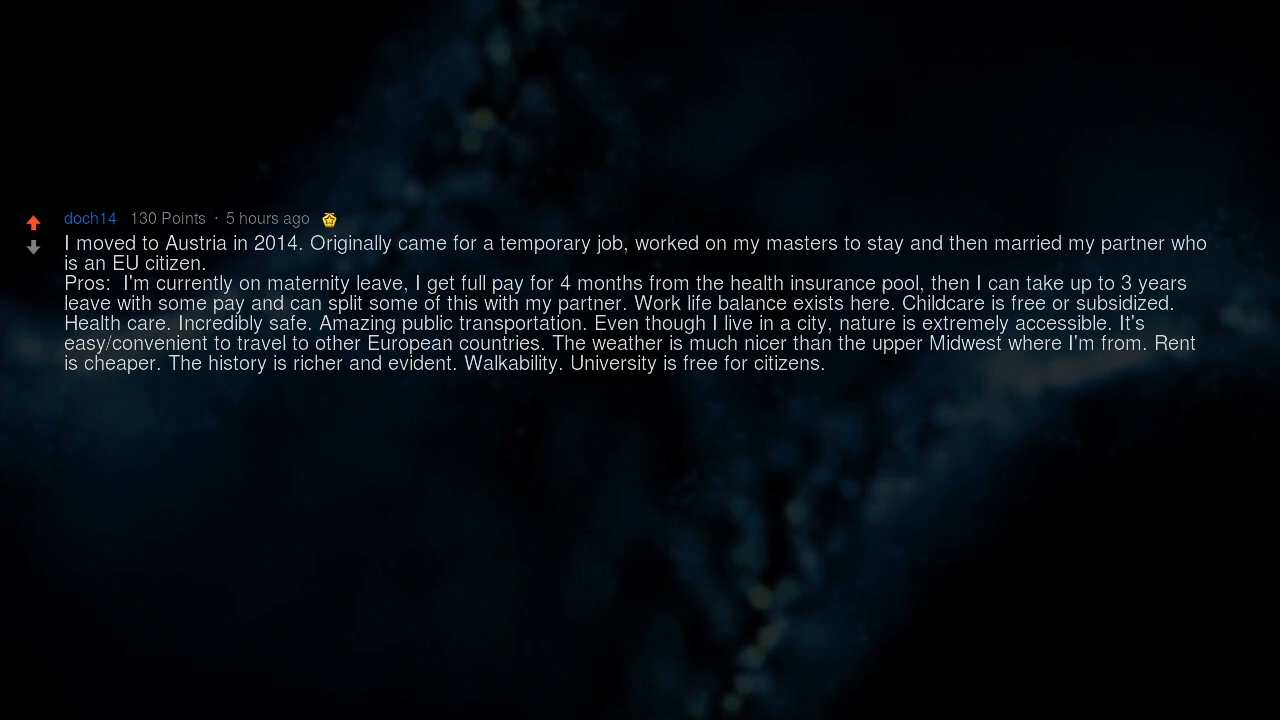 doch14 130 Points · 5 hours ago
I moved to Austria in 2014. Originally came for a temporary job, worked on my masters to stay and then married my partner who
is an EU citizen.
Pros:  I'm currently on maternity leave, I get full pay for 4 months from the health insurance pool, then I can take up to 3 years
leave with some pay and can split some of this with my partner. Work life balance exists here. Childcare is free or subsidized.
Health care. Incredibly safe. Amazing public transportation. Even though I live in a city, nature is extremely accessible. It's
easy/convenient to travel to other European countries. The weather is much nicer than the upper Midwest where I'm from. Rent
is cheaper. The history is richer and evident. Walkability. University is free for citizens.